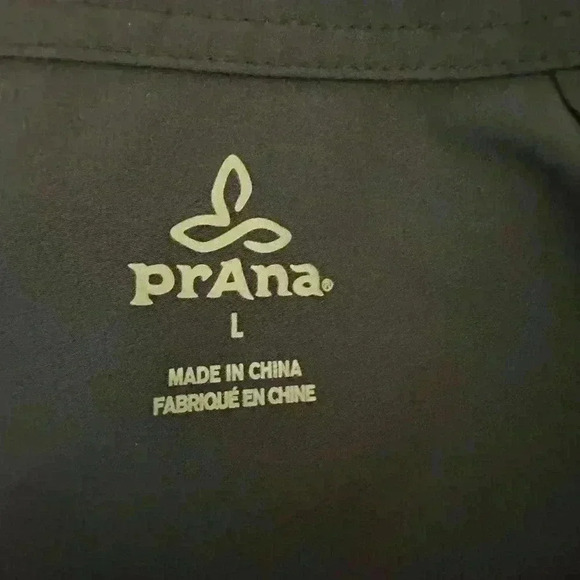 prAna®
L
MADE IN CHINA
FABRIQUÉ EN CHINE